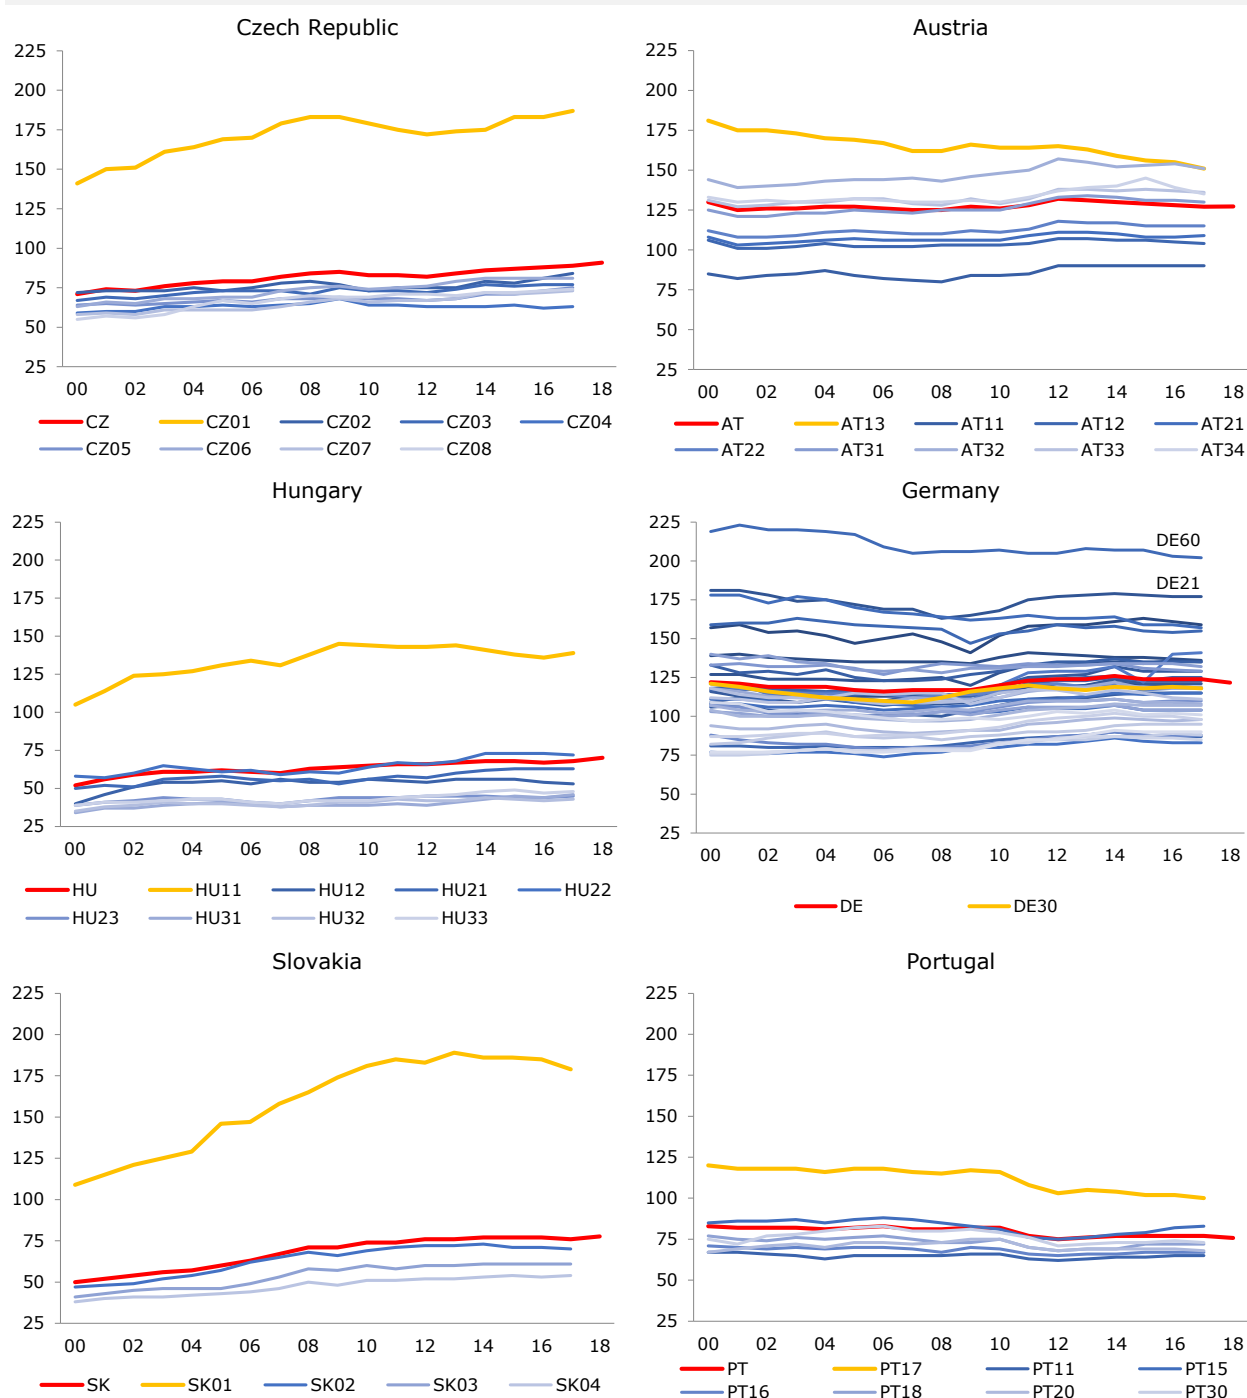 Czech Republic
225
200
175
150
125
100
75
50
25
00 02 04 06 08 10 12 14 16 18
CZ CZ01 CZ02 CZ03 CZ04
CZ05 CZ06 CZ07 CZ08
Austria
225
200
175
150
125
100
75
50
25
00 02 04 06 08 10 12 14 16 18
AT AT13 AT11 AT12 AT21
AT22 AT31 AT32 AT33 AT34
Hungary
225
200
175
150
125
100
75
50
25
00 02 04 06 08 10 12 14 16 18
HU HU11 HU12 HU21 HU22
HU23 HU31 HU32 HU33
Germany
225
200
175
150
125
100
75
50
25
DE60
DE21
00 02 04 06 08 10 12 14 16 18
DE DE30
Slovakia
225
200
175
150
125
100
75
50
25
00 02 04 06 08 10 12 14 16 18
SK SK01 SK02 SK03 SK04
Portugal
225
200
175
150
125
100
75
50
25
00 02 04 06 08 10 12 14 16 18
PT PT17 PT11 PT15
PT16 PT18 PT20 PT30